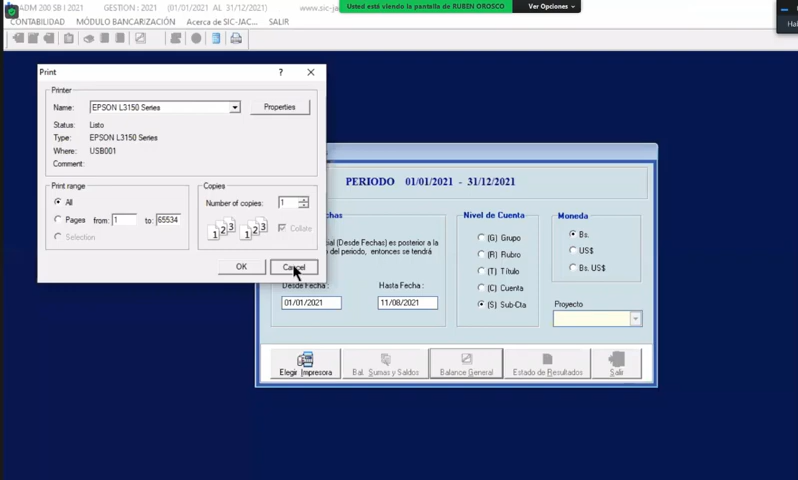 ADM 200 SB I 2021 GESTION : 2021 (01/01/2021 AL 31/12/2021)
Usted está viendo la pantalla de RUBEN OROSCO
Ver Opciones
CONTABILIDAD MÓDULO BANCARIZACIÓN Acerca de SIC-JAC... SALIR
Print
?
Printer
Name: EPSON L3150 Series
Properties
Status: Listo
Type: EPSON L3150 Series
Where: USB001
Comment:
Print range
All
Pages from: 1 to: 65534
Selection
Copies
Number of copies: 1
1 2 3 1 2 3
Collate
OK
Cancel
PERIODO 01/01/2021 - 31/12/2021
(Desde Fechas) es posterior a la
del periodo, entonces se tendrá
Desde Fecha :
Hasta Fecha :
01/01/2021
11/08/2021
Nivel de Cuenta
(G) Grupo
(R) Rubro
(T) Título
(C) Cuenta
(S) Sub-Cta
Moneda
Bs.
US$
Bs. US$
Proyecto
Elegir Impresora
Bal. Sumas y Saldos
Balance General
Estado de Resultados
Salir